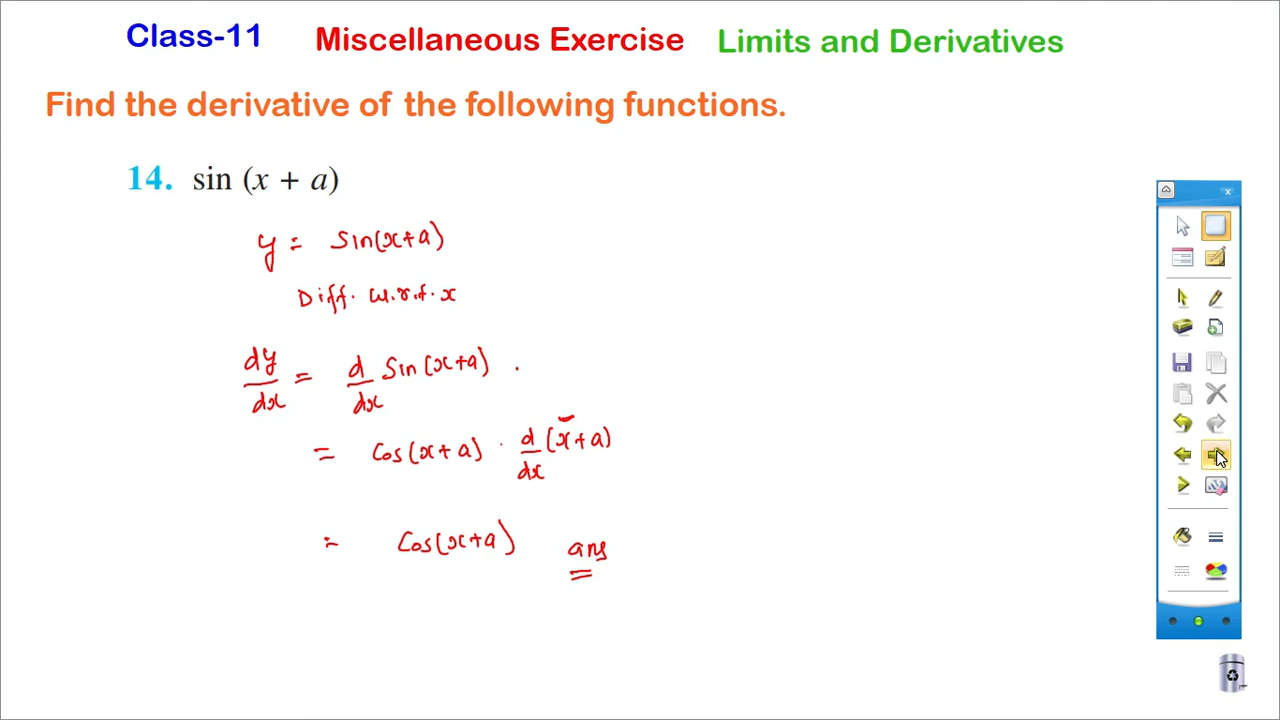 Class-11 Miscellaneous Exercise Limits and Derivatives
Find the derivative of the following functions.
14. sin (x + a)
y = Sin(x+a)
Diff. w.r.t. x
dy/dx = d/dx Sin(x+a) .
= Cos(x+a) · d/dx (x+a)
= Cos(x+a) ans